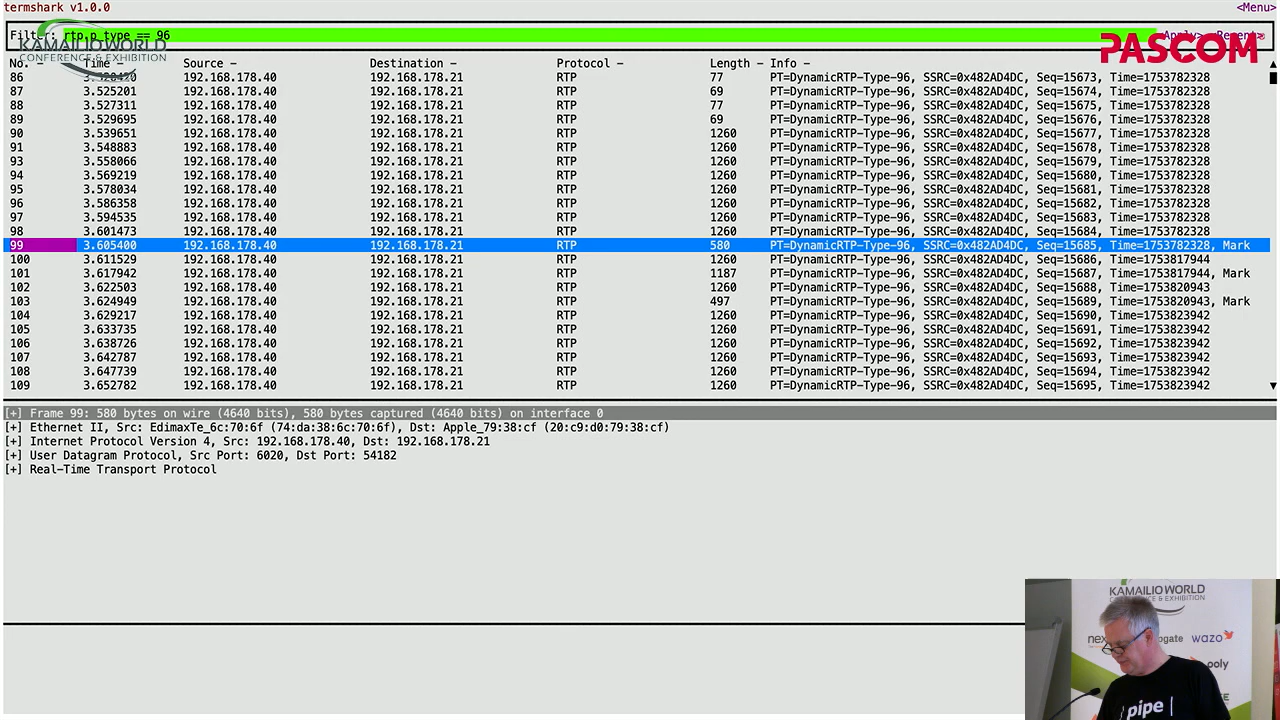 termshark v1.0.0 <Menu>
Filter: rtp.p_type == 96 <Apply> <Recent>
KAMAILIO WORLD
CONFERENCE & EXHIBITION
PASCOM
No. – Time – Source – Destination – Protocol – Length – Info –
86 3.520420 192.168.178.40 192.168.178.21 RTP 77 PT=DynamicRTP-Type-96, SSRC=0x482AD4DC, Seq=15673, Time=1753782328
87 3.525201 192.168.178.40 192.168.178.21 RTP 69 PT=DynamicRTP-Type-96, SSRC=0x482AD4DC, Seq=15674, Time=1753782328
88 3.527311 192.168.178.40 192.168.178.21 RTP 77 PT=DynamicRTP-Type-96, SSRC=0x482AD4DC, Seq=15675, Time=1753782328
89 3.529695 192.168.178.40 192.168.178.21 RTP 69 PT=DynamicRTP-Type-96, SSRC=0x482AD4DC, Seq=15676, Time=1753782328
90 3.539651 192.168.178.40 192.168.178.21 RTP 1260 PT=DynamicRTP-Type-96, SSRC=0x482AD4DC, Seq=15677, Time=1753782328
91 3.548883 192.168.178.40 192.168.178.21 RTP 1260 PT=DynamicRTP-Type-96, SSRC=0x482AD4DC, Seq=15678, Time=1753782328
93 3.558066 192.168.178.40 192.168.178.21 RTP 1260 PT=DynamicRTP-Type-96, SSRC=0x482AD4DC, Seq=15679, Time=1753782328
94 3.569219 192.168.178.40 192.168.178.21 RTP 1260 PT=DynamicRTP-Type-96, SSRC=0x482AD4DC, Seq=15680, Time=1753782328
95 3.578034 192.168.178.40 192.168.178.21 RTP 1260 PT=DynamicRTP-Type-96, SSRC=0x482AD4DC, Seq=15681, Time=1753782328
96 3.586358 192.168.178.40 192.168.178.21 RTP 1260 PT=DynamicRTP-Type-96, SSRC=0x482AD4DC, Seq=15682, Time=1753782328
97 3.594535 192.168.178.40 192.168.178.21 RTP 1260 PT=DynamicRTP-Type-96, SSRC=0x482AD4DC, Seq=15683, Time=1753782328
98 3.601473 192.168.178.40 192.168.178.21 RTP 1260 PT=DynamicRTP-Type-96, SSRC=0x482AD4DC, Seq=15684, Time=1753782328
99 3.605400 192.168.178.40 192.168.178.21 RTP 580 PT=DynamicRTP-Type-96, SSRC=0x482AD4DC, Seq=15685, Time=1753782328, Mark
100 3.611529 192.168.178.40 192.168.178.21 RTP 1260 PT=DynamicRTP-Type-96, SSRC=0x482AD4DC, Seq=15686, Time=1753817944
101 3.617942 192.168.178.40 192.168.178.21 RTP 1187 PT=DynamicRTP-Type-96, SSRC=0x482AD4DC, Seq=15687, Time=1753817944, Mark
102 3.622503 192.168.178.40 192.168.178.21 RTP 1260 PT=DynamicRTP-Type-96, SSRC=0x482AD4DC, Seq=15688, Time=1753820943
103 3.624949 192.168.178.40 192.168.178.21 RTP 497 PT=DynamicRTP-Type-96, SSRC=0x482AD4DC, Seq=15689, Time=1753820943, Mark
104 3.629217 192.168.178.40 192.168.178.21 RTP 1260 PT=DynamicRTP-Type-96, SSRC=0x482AD4DC, Seq=15690, Time=1753823942
105 3.633735 192.168.178.40 192.168.178.21 RTP 1260 PT=DynamicRTP-Type-96, SSRC=0x482AD4DC, Seq=15691, Time=1753823942
106 3.638726 192.168.178.40 192.168.178.21 RTP 1260 PT=DynamicRTP-Type-96, SSRC=0x482AD4DC, Seq=15692, Time=1753823942
107 3.642787 192.168.178.40 192.168.178.21 RTP 1260 PT=DynamicRTP-Type-96, SSRC=0x482AD4DC, Seq=15693, Time=1753823942
108 3.647739 192.168.178.40 192.168.178.21 RTP 1260 PT=DynamicRTP-Type-96, SSRC=0x482AD4DC, Seq=15694, Time=1753823942
109 3.652782 192.168.178.40 192.168.178.21 RTP 1260 PT=DynamicRTP-Type-96, SSRC=0x482AD4DC, Seq=15695, Time=1753823942
[+] Frame 99: 580 bytes on wire (4640 bits), 580 bytes captured (4640 bits) on interface 0
[+] Ethernet II, Src: EdimaxTe_6c:70:6f (74:da:38:6c:70:6f), Dst: Apple_79:38:cf (20:c9:d0:79:38:cf)
[+] Internet Protocol Version 4, Src: 192.168.178.40, Dst: 192.168.178.21
[+] User Datagram Protocol, Src Port: 6020, Dst Port: 54182
[+] Real-Time Transport Protocol
KAMAILIO WORLD
CONFERENCE & EXHIBITION
wazo
poly
pipe